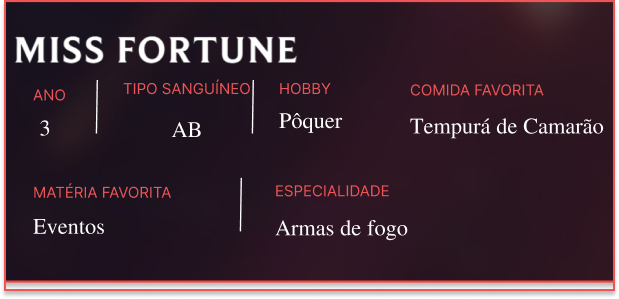 MISS FORTUNE
ANO
3
TIPO SANGUÍNEO
AB
HOBBY
Pôquer
COMIDA FAVORITA
Tempurá de Camarão
MATÉRIA FAVORITA
Eventos
ESPECIALIDADE
Armas de fogo